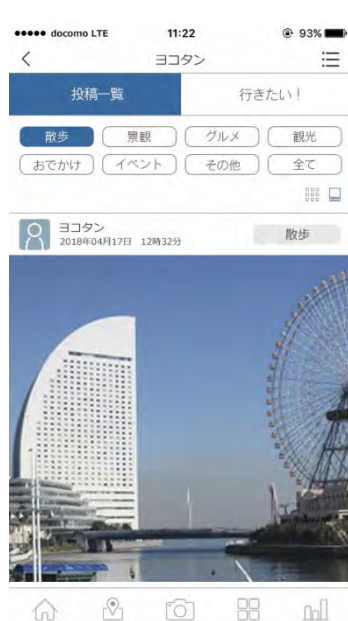 ●●●●● docomo LTE 11:22 93%
ヨコタン
投稿一覧 行きたい！
散歩 景観 グルメ 観光
おでかけ イベント その他 全て
ヨコタン
2018年04月17日 12時32分
散歩